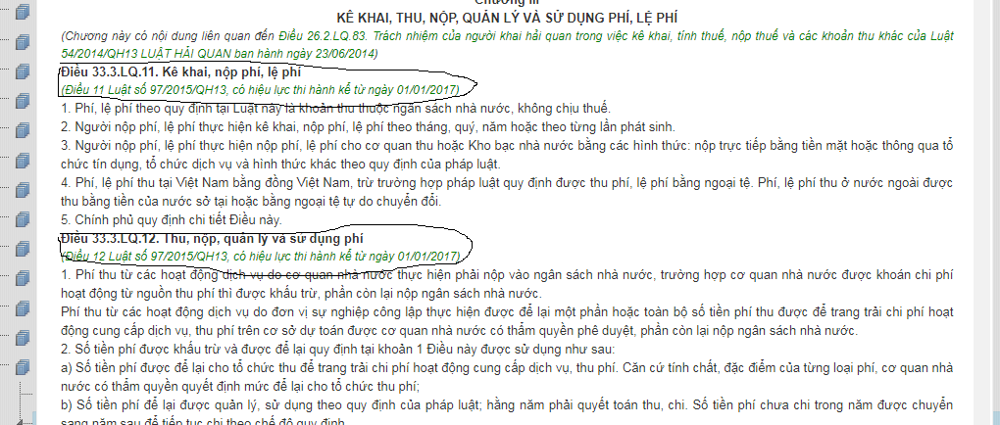 Chương III
KÊ KHAI, THU, NỘP, QUẢN LÝ VÀ SỬ DỤNG PHÍ, LỆ PHÍ
(Chương này có nội dung liên quan đến Điều 26.2.LQ.83. Trách nhiệm của người khai hải quan trong việc kê khai, tính thuế, nộp thuế và các khoản thu khác của Luật
54/2014/QH13 LUẬT HẢI QUAN ban hành ngày 23/06/2014)
Điều 33.3.LQ.11. Kê khai, nộp phí, lệ phí
(Điều 11 Luật số 97/2015/QH13, có hiệu lực thi hành kể từ ngày 01/01/2017)
1. Phí, lệ phí theo quy định tại Luật này là khoản thu thuộc ngân sách nhà nước, không chịu thuế.
2. Người nộp phí, lệ phí thực hiện kê khai, nộp phí, lệ phí theo tháng, quý, năm hoặc theo từng lần phát sinh.
3. Người nộp phí, lệ phí thực hiện nộp phí, lệ phí cho cơ quan thu hoặc Kho bạc nhà nước bằng các hình thức: nộp trực tiếp bằng tiền mặt hoặc thông qua tổ
chức tín dụng, tổ chức dịch vụ và hình thức khác theo quy định của pháp luật.
4. Phí, lệ phí thu tại Việt Nam bằng đồng Việt Nam, trừ trường hợp pháp luật quy định được thu phí, lệ phí bằng ngoại tệ. Phí, lệ phí thu ở nước ngoài được
thu bằng tiền của nước sở tại hoặc bằng ngoại tệ tự do chuyển đổi.
5. Chính phủ quy định chi tiết Điều này.
Điều 33.3.LQ.12. Thu, nộp, quản lý và sử dụng phí
(Điều 12 Luật số 97/2015/QH13, có hiệu lực thi hành kể từ ngày 01/01/2017)
1. Phí thu từ các hoạt động dịch vụ do cơ quan nhà nước thực hiện phải nộp vào ngân sách nhà nước, trường hợp cơ quan nhà nước được khoán chi phí
hoạt động từ nguồn thu phí thì được khấu trừ, phần còn lại nộp ngân sách nhà nước.
Phí thu từ các hoạt động dịch vụ do đơn vị sự nghiệp công lập thực hiện được để lại một phần hoặc toàn bộ số tiền phí thu được để trang trải chi phí hoạt
động cung cấp dịch vụ, thu phí trên cơ sở dự toán được cơ quan nhà nước có thẩm quyền phê duyệt, phần còn lại nộp ngân sách nhà nước.
2. Số tiền phí được khấu trừ và được để lại quy định tại khoản 1 Điều này được sử dụng như sau:
a) Số tiền phí được để lại cho tổ chức thu để trang trải chi phí hoạt động cung cấp dịch vụ, thu phí. Căn cứ tính chất, đặc điểm của từng loại phí, cơ quan nhà
nước có thẩm quyền quyết định mức để lại cho tổ chức thu phí;
b) Số tiền phí để lại được quản lý, sử dụng theo quy định của pháp luật; hằng năm phải quyết toán thu, chi. Số tiền phí chưa chi trong năm được chuyển
sang năm sau để tiếp tục chi theo chế độ quy định